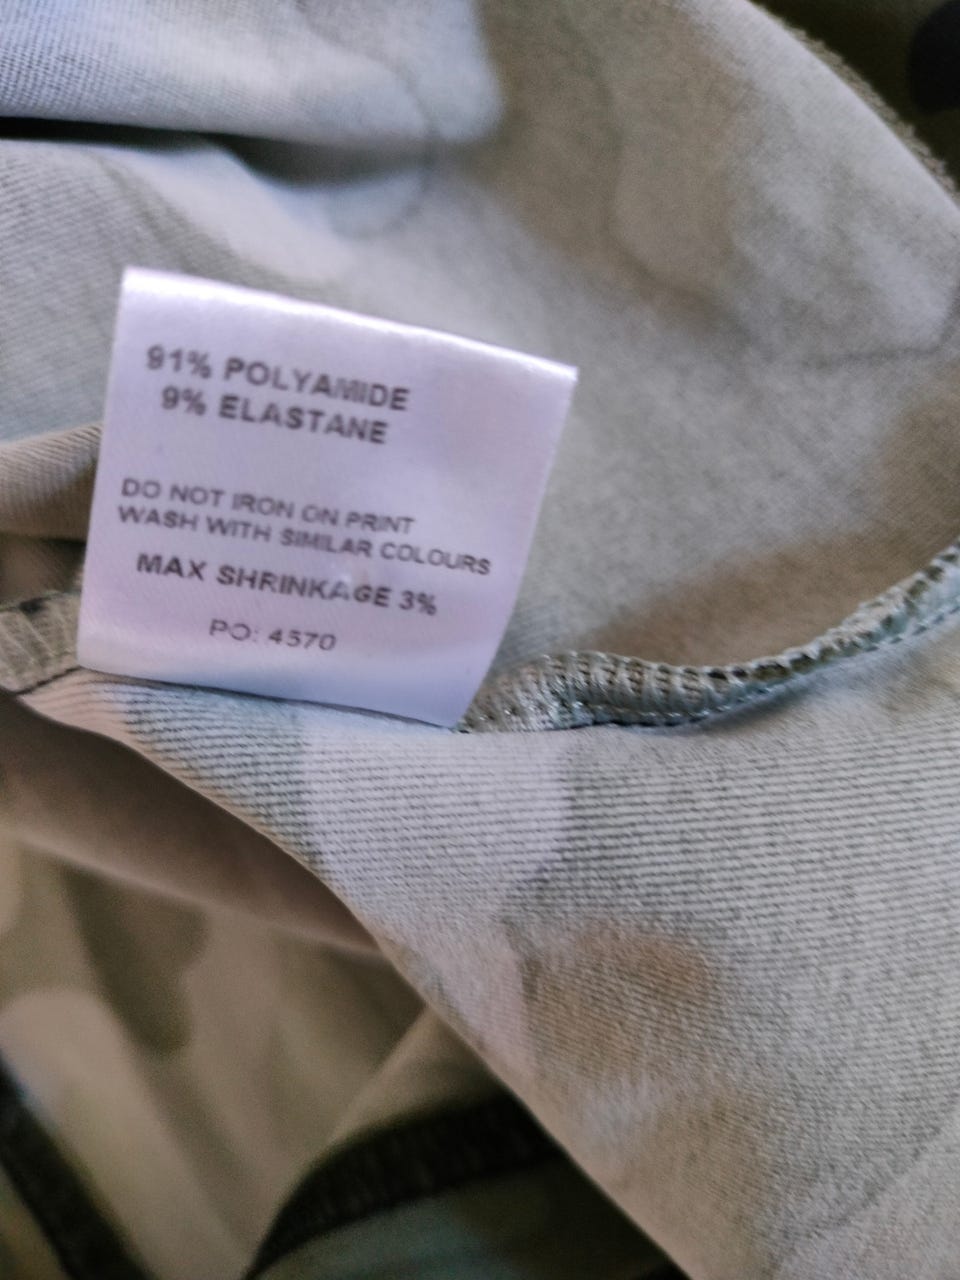 91% POLYAMIDE
9% ELASTANE
DO NOT IRON ON PRINT
WASH WITH SIMILAR COLOURS
MAX SHRINKAGE 3%
PO: 4570